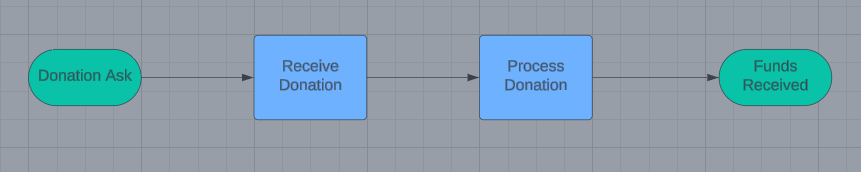 Donation Ask
Receive
Donation
Process
Donation
Funds
Received